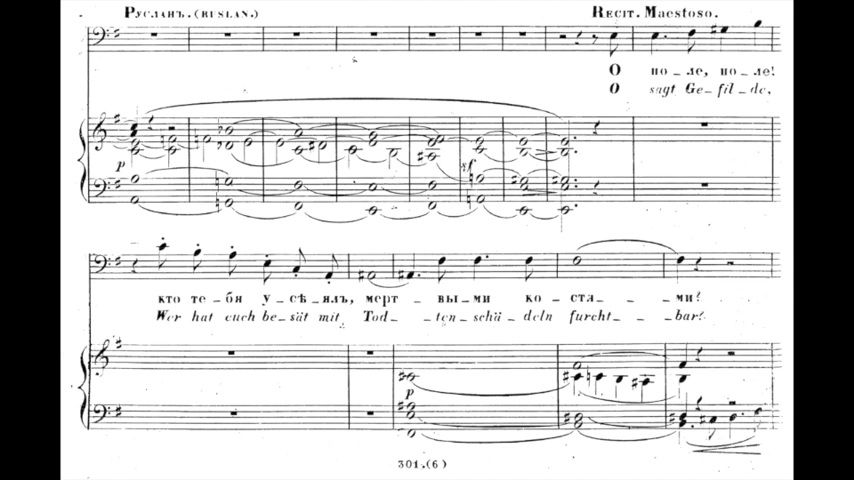 Русланъ. (RUSLAN.) Recit. Maestoso.
О по_ле, по_ле!
O sagt Ge_fil_de,
p
sf
кто те_бя у_сѣ_ялъ, мерт_вы_ми ко_ста_ми?
Wer hat euch be_sät mit Tod_ten_schä_deln furcht_bar?
p
301.(6)